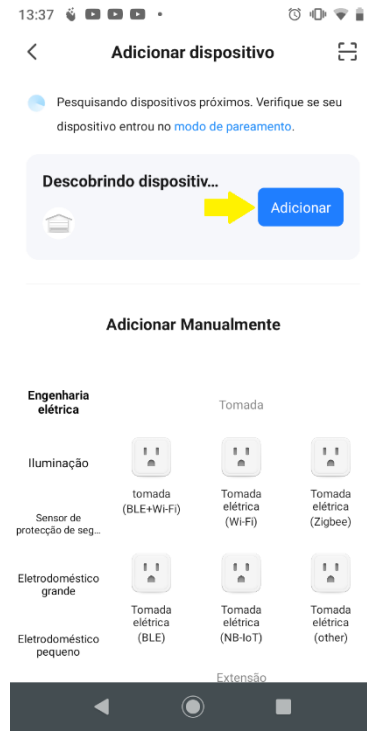 13:37
Adicionar dispositivo
Pesquisando dispositivos próximos. Verifique se seu
dispositivo entrou no modo de pareamento.
Descobrindo dispositiv...
Adicionar
Adicionar Manualmente
Engenharia
elétrica
Tomada
Iluminação
tomada
(BLE+Wi-Fi)
Tomada
elétrica
(Wi-Fi)
Tomada
elétrica
(Zigbee)
Sensor de
protecção de seg...
Eletrodoméstico
grande
Tomada
elétrica
(BLE)
Tomada
elétrica
(NB-IoT)
Tomada
elétrica
(other)
Eletrodoméstico
pequeno
Extensão